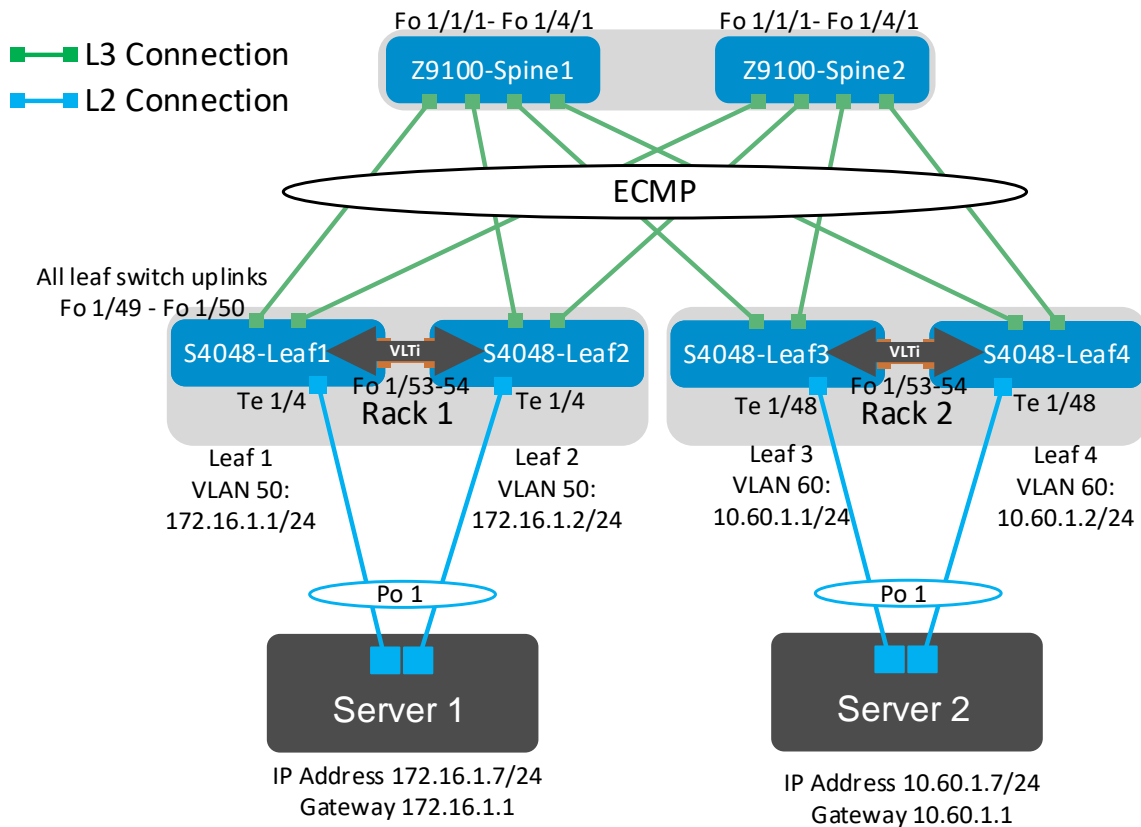 Fo 1/1/1- Fo 1/4/1
Fo 1/1/1- Fo 1/4/1
L3 Connection
L2 Connection
Z9100-Spine1
Z9100-Spine2
ECMP
All leaf switch uplinks
Fo 1/49 - Fo 1/50
S4048-Leaf1
VLTi
S4048-Leaf2
S4048-Leaf3
VLTi
S4048-Leaf4
Fo 1/53-54
Fo 1/53-54
Te 1/4
Rack 1
Te 1/4
Te 1/48
Rack 2
Te 1/48
Leaf 1
VLAN 50:
172.16.1.1/24
Leaf 2
VLAN 50:
172.16.1.2/24
Leaf 3
VLAN 60:
10.60.1.1/24
Leaf 4
VLAN 60:
10.60.1.2/24
Po 1
Po 1
Server 1
Server 2
IP Address 172.16.1.7/24
Gateway 172.16.1.1
IP Address 10.60.1.7/24
Gateway 10.60.1.1